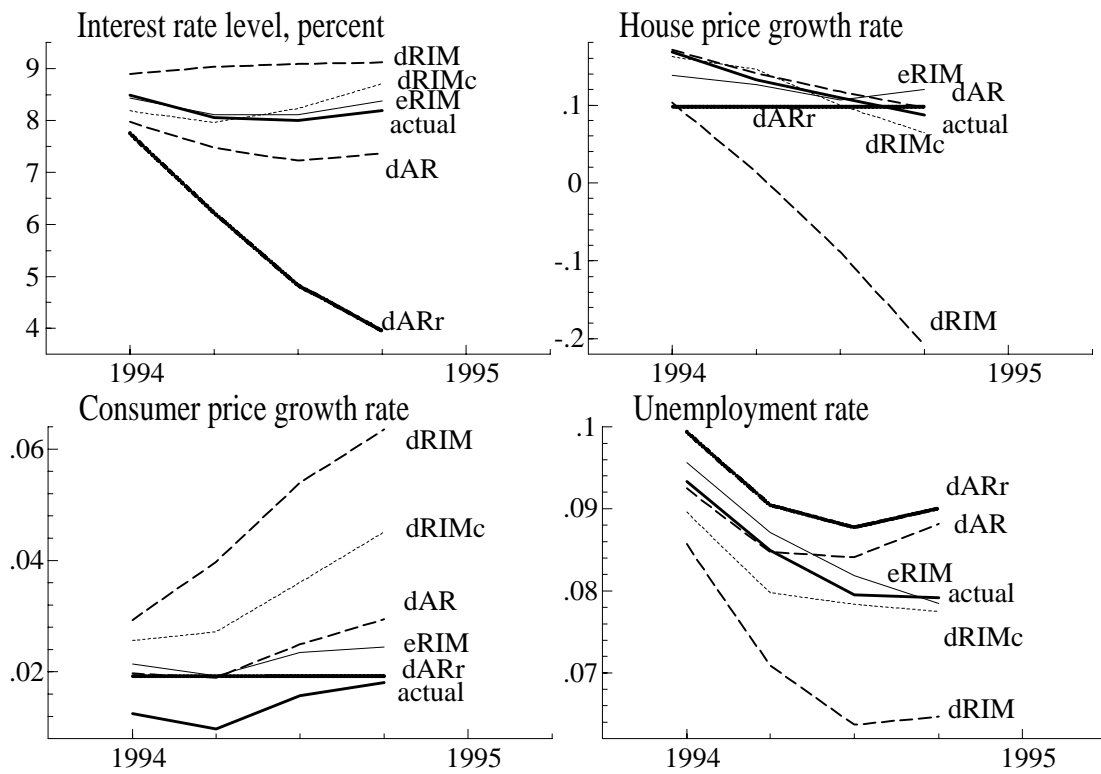 Interest rate level, percent
9
8
7
6
5
4
dRIM
dRIMc
eRIM
actual
dAR
dARr
1994
1995
House price growth rate
.1
0
-.1
-.2
eRIM
dAR
dARr
actual
dRIMc
dRIM
1994
1995
Consumer price growth rate
.06
.04
.02
dRIM
dRIMc
dAR
eRIM
dARr
actual
1994
1995
Unemployment rate
.1
.09
.08
.07
dARr
dAR
eRIM
actual
dRIMc
dRIM
1994
1995